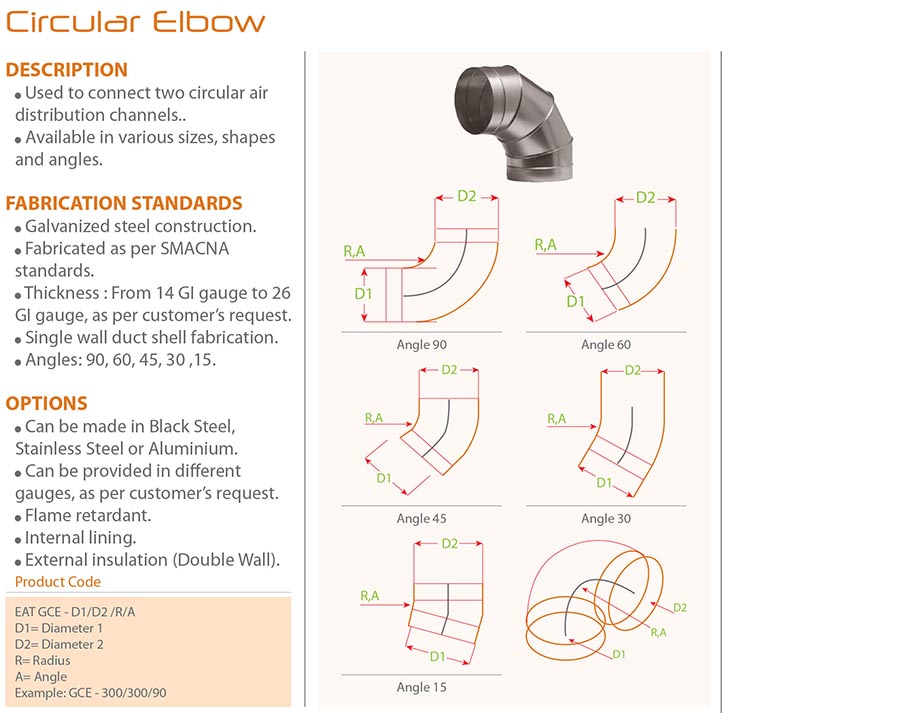 Circular Elbow
DESCRIPTION
● Used to connect two circular air
distribution channels..
● Available in various sizes, shapes
and angles.
FABRICATION STANDARDS
● Galvanized steel construction.
● Fabricated as per SMACNA
standards.
● Thickness : From 14 GI gauge to 26
GI gauge, as per customer's request.
● Single wall duct shell fabrication.
● Angles: 90, 60, 45, 30 ,15.
OPTIONS
● Can be made in Black Steel,
Stainless Steel or Aluminium.
● Can be provided in different
gauges, as per customer's request.
● Flame retardant.
● Internal lining.
● External insulation (Double Wall).
Product Code
EAT GCE - D1/D2 /R/A
D1= Diameter 1
D2= Diameter 2
R= Radius
A= Angle
Example: GCE - 300/300/90
D2
R,A
D1
Angle 90
D2
R,A
D1
Angle 60
D2
R,A
D1
Angle 45
D2
R,A
D1
Angle 30
D2
R,A
D1
Angle 15
D2
R,A
D1